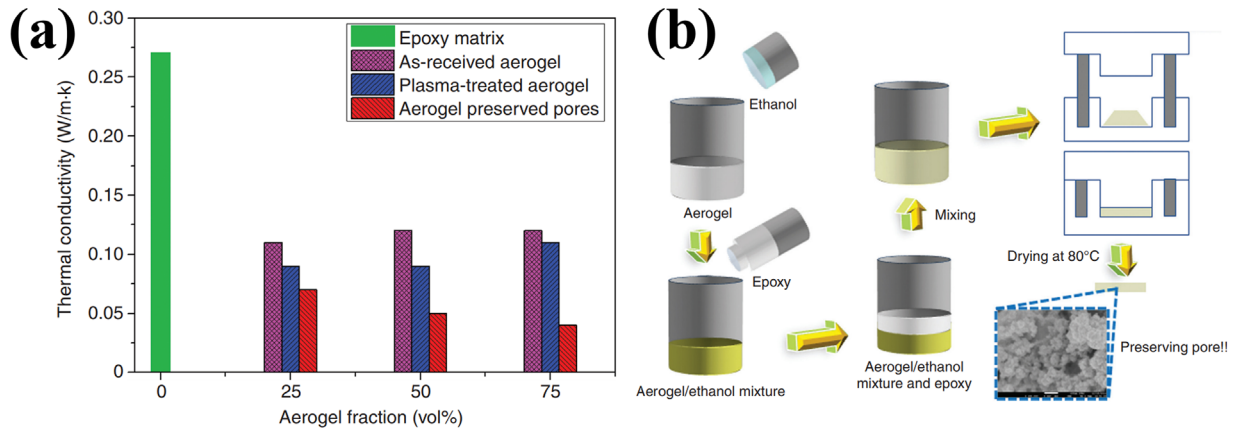 (a)
Thermal conductivity (W/m·k)
0.30
0.25
0.20
0.15
0.10
0.05
0
Epoxy matrix
As-received aerogel
Plasma-treated aerogel
Aerogel preserved pores
0
25
50
75
Aerogel fraction (vol%)
(b)
Ethanol
Aerogel
Epoxy
Aerogel/ethanol mixture
Mixing
Aerogel/ethanol
mixture and epoxy
Drying at 80°C
Preserving pore!!